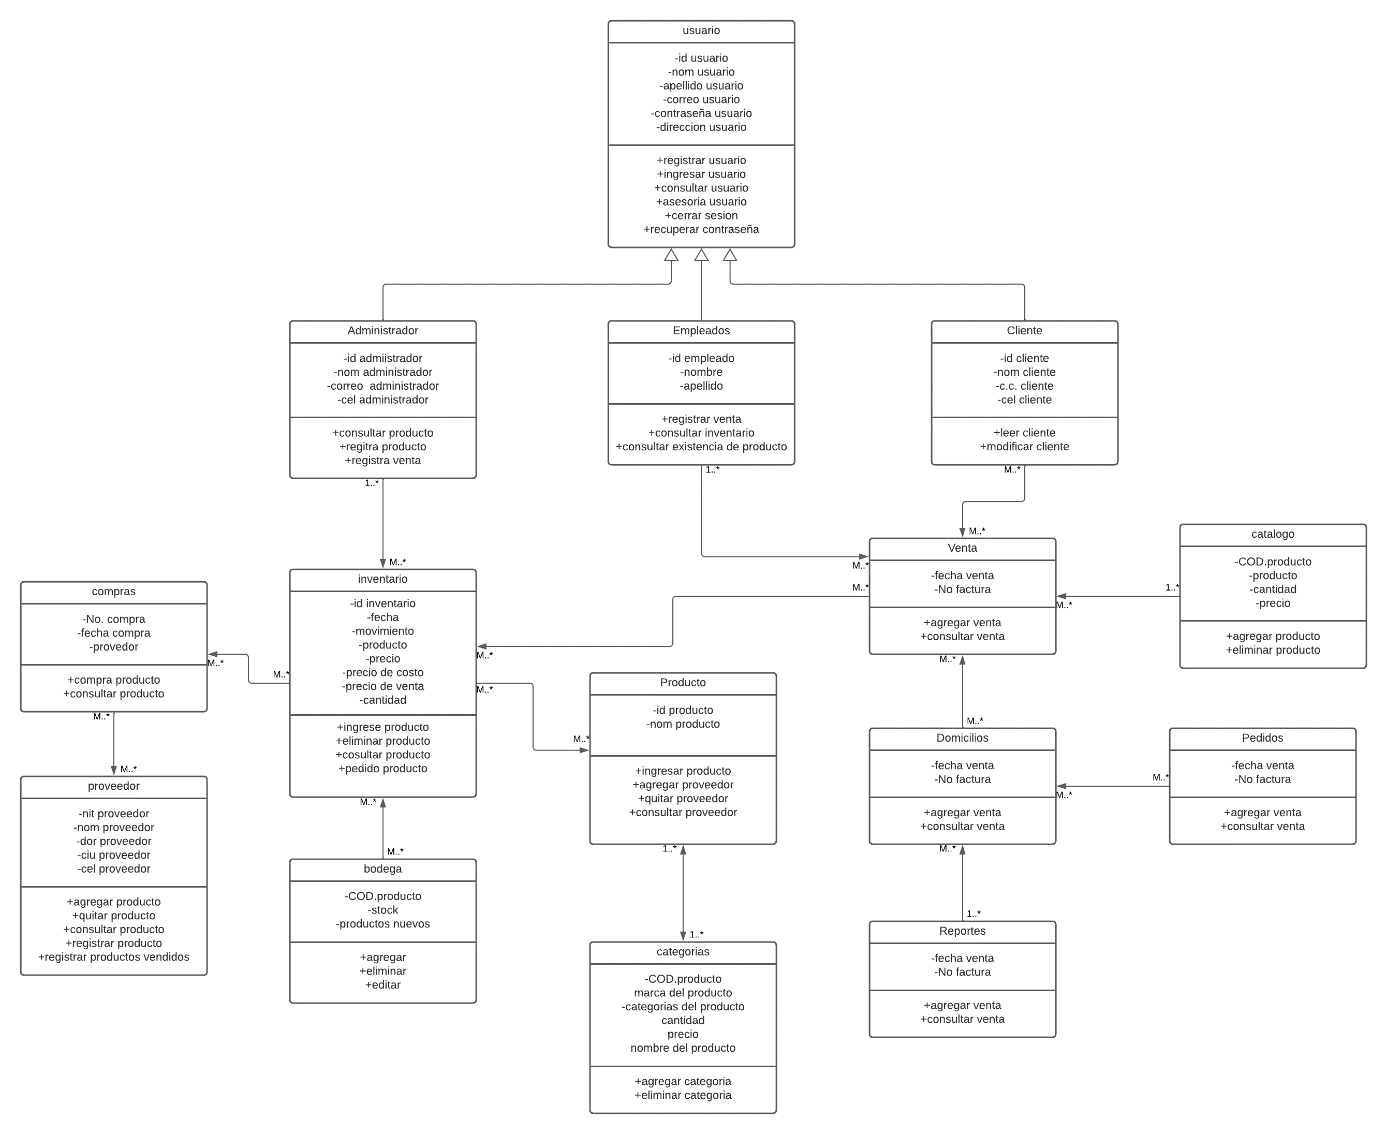 usuario
-id usuario
-nom usuario
-apellido usuario
-correo usuario
-contraseña usuario
-direccion usuario
+registrar usuario
+ingresar usuario
+consultar usuario
+asesoria usuario
+cerrar sesion
+recuperar contraseña
Administrador
-id admiistrador
-nom administrador
-correo administrador
-cel administrador
+consultar producto
+regitra producto
+registra venta
1..*
Empleados
-id empleado
-nombre
-apellido
+registrar venta
+consultar inventario
+consultar existencia de producto
1..*
Cliente
-id cliente
-nom cliente
-c.c. cliente
-cel cliente
+leer cliente
+modificar cliente
M..*
M..*
Venta
-fecha venta
-No factura
+agregar venta
+consultar venta
M..*
M..*
M..*
M..*
1..*
catalogo
-COD.producto
-producto
-cantidad
-precio
+agregar producto
+eliminar producto
M..*
inventario
-id inventario
-fecha
-movimiento
-producto
-precio
-precio de costo
-precio de venta
-cantidad
+ingrese producto
+eliminar producto
+cosultar producto
+pedido producto
M..*
M..*
M..*
M..*
compras
-No. compra
-fecha compra
-provedor
+compra producto
+consultar producto
M..*
M..*
M..*
proveedor
-nit proveedor
-nom proveedor
-dor proveedor
-ciu proveedor
-cel proveedor
+agregar producto
+quitar producto
+consultar producto
+registrar producto
+registrar productos vendidos
M..*
bodega
-COD.producto
-stock
-productos nuevos
+agregar
+eliminar
+editar
M..*
Producto
-id producto
-nom producto
+ingresar producto
+agregar proveedor
+quitar proveedor
+consultar proveedor
1..*
1..*
categorias
-COD.producto
marca del producto
-categorias del producto
cantidad
precio
nombre del producto
+agregar categoria
+eliminar categoria
M..*
Domicilios
-fecha venta
-No factura
+agregar venta
+consultar venta
M..*
M..*
M..*
Pedidos
-fecha venta
-No factura
+agregar venta
+consultar venta
1..*
Reportes
-fecha venta
-No factura
+agregar venta
+consultar venta